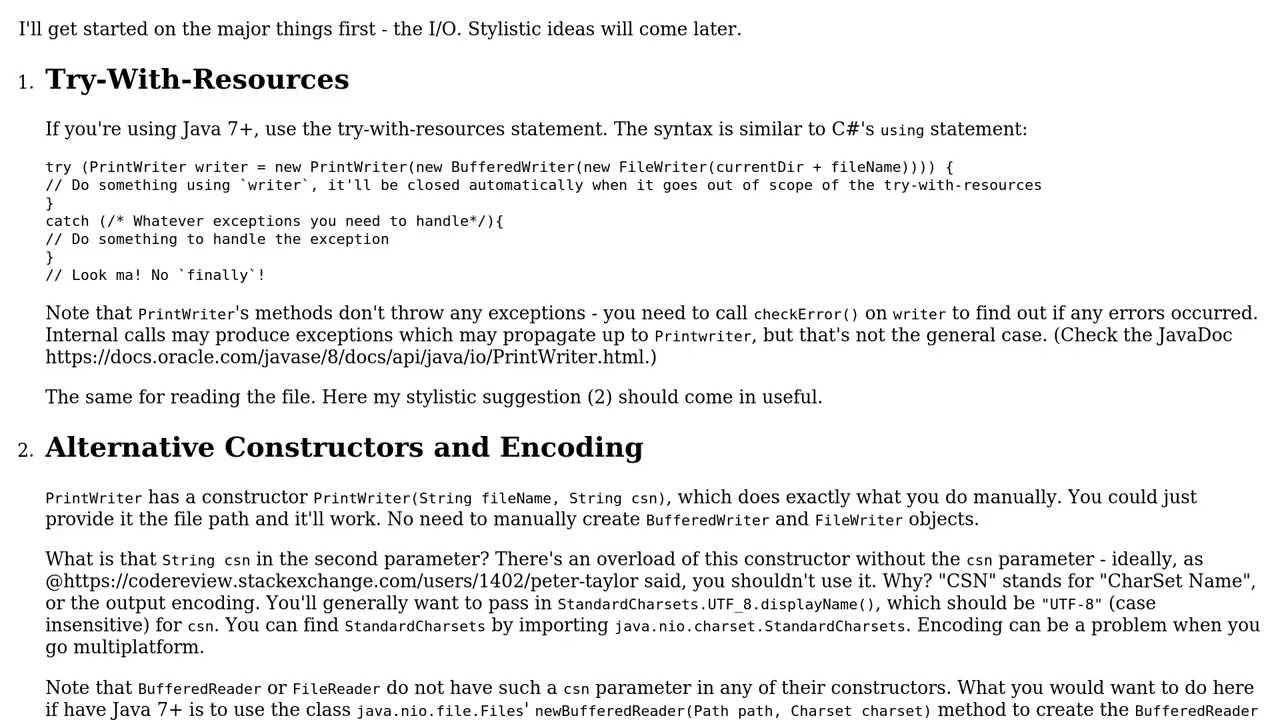 I'll get started on the major things first - the I/O. Stylistic ideas will come later.
1. Try-With-Resources
If you're using Java 7+, use the try-with-resources statement. The syntax is similar to C#'s using statement:
try (PrintWriter writer = new PrintWriter(new BufferedWriter(new FileWriter(currentDir + fileName)))) {
// Do something using `writer`, it'll be closed automatically when it goes out of scope of the try-with-resources
}
catch (/* Whatever exceptions you need to handle*/){
// Do something to handle the exception
}
// Look ma! No `finally`!
Note that PrintWriter's methods don't throw any exceptions - you need to call checkError() on writer to find out if any errors occurred.
Internal calls may produce exceptions which may propagate up to Printwriter, but that's not the general case. (Check the JavaDoc
https://docs.oracle.com/javase/8/docs/api/java/io/PrintWriter.html.)
The same for reading the file. Here my stylistic suggestion (2) should come in useful.
2. Alternative Constructors and Encoding
PrintWriter has a constructor PrintWriter(String fileName, String csn), which does exactly what you do manually. You could just
provide it the file path and it'll work. No need to manually create BufferedWriter and FileWriter objects.
What is that String csn in the second parameter? There's an overload of this constructor without the csn parameter - ideally, as
@https://codereview.stackexchange.com/users/1402/peter-taylor said, you shouldn't use it. Why? "CSN" stands for "CharSet Name",
or the output encoding. You'll generally want to pass in StandardCharsets.UTF_8.displayName(), which should be "UTF-8" (case
insensitive) for csn. You can find StandardCharsets by importing java.nio.charset.StandardCharsets. Encoding can be a problem when you
go multiplatform.
Note that BufferedReader or FileReader do not have such a csn parameter in any of their constructors. What you would want to do here
if have Java 7+ is to use the class java.nio.file.Files' newBufferedReader(Path path, Charset charset) method to create the BufferedReader